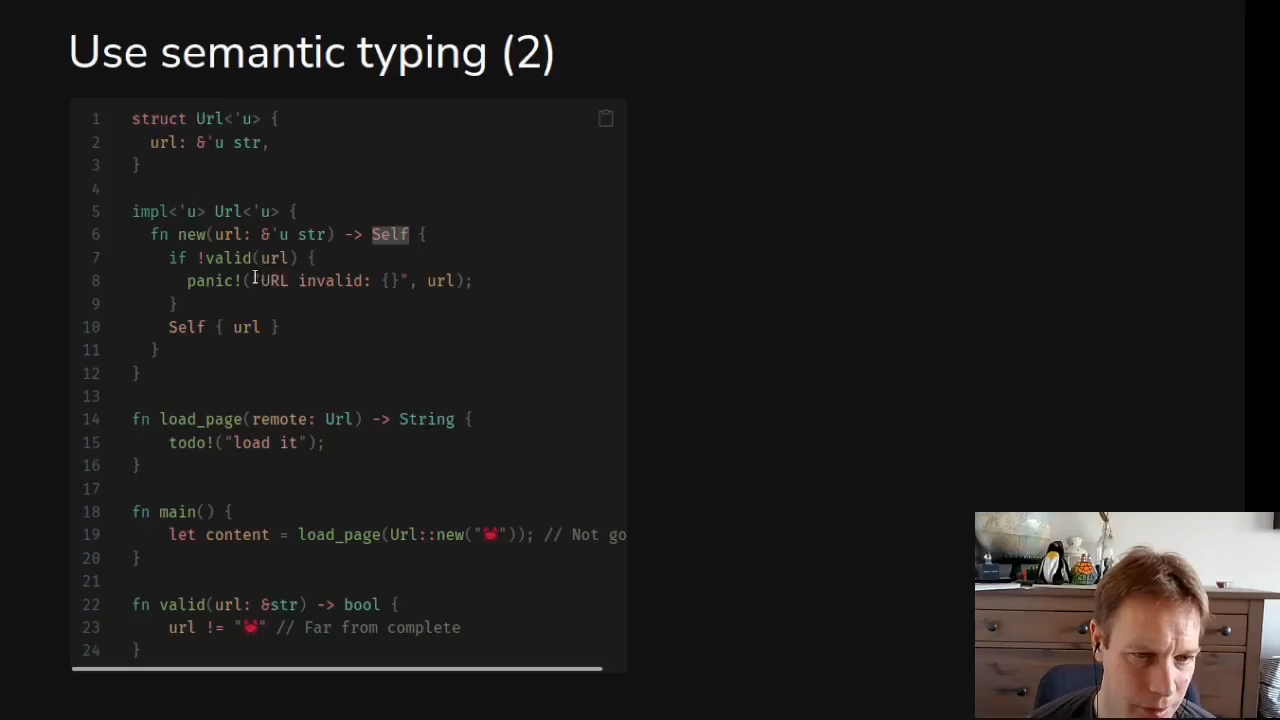 Use semantic typing (2)
1 struct Url<'u> {
2 url: &'u str,
3 }
4
5 impl<'u> Url<'u> {
6 fn new(url: &'u str) -> Self {
7 if !valid(url) {
8 panic!("URL invalid: {}", url);
9 }
10 Self { url }
11 }
12 }
13
14 fn load_page(remote: Url) -> String {
15 todo!("load it");
16 }
17
18 fn main() {
19 let content = load_page(Url::new("🦀")); // Not go
20 }
21
22 fn valid(url: &str) -> bool {
23 url != "🦀" // Far from complete
24 }